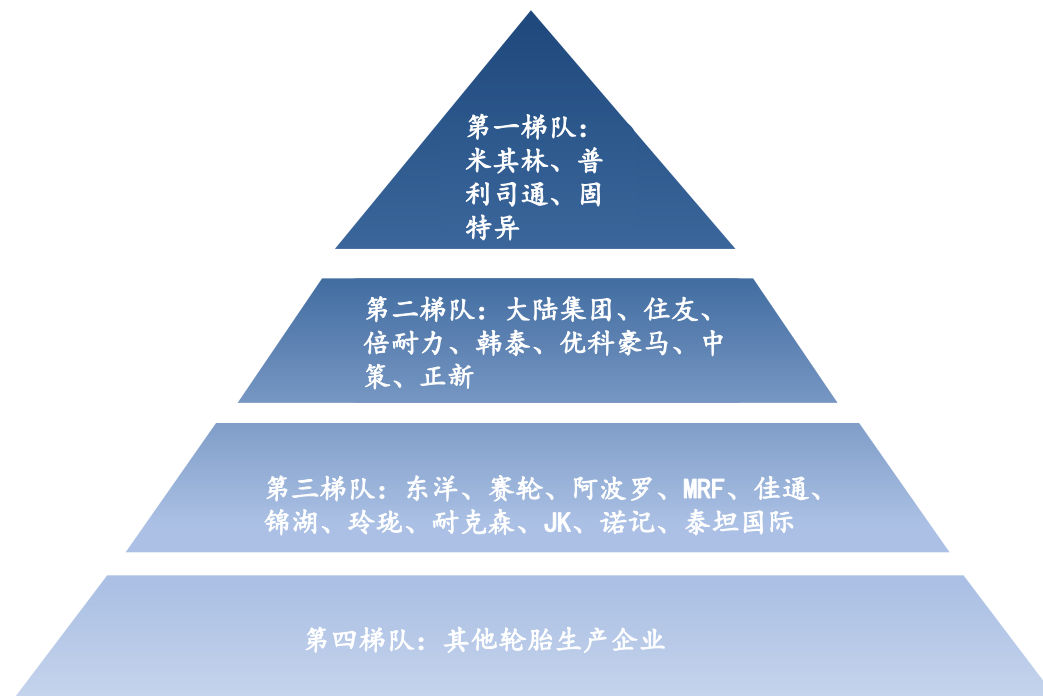 第一梯队：
米其林、普
利司通、固
特异
第二梯队：大陆集团、住友、
倍耐力、韩泰、优科豪马、中
策、正新
第三梯队：东洋、赛轮、阿波罗、MRF、佳通、
锦湖、玲珑、耐克森、JK、诺记、泰坦国际
第四梯队：其他轮胎生产企业